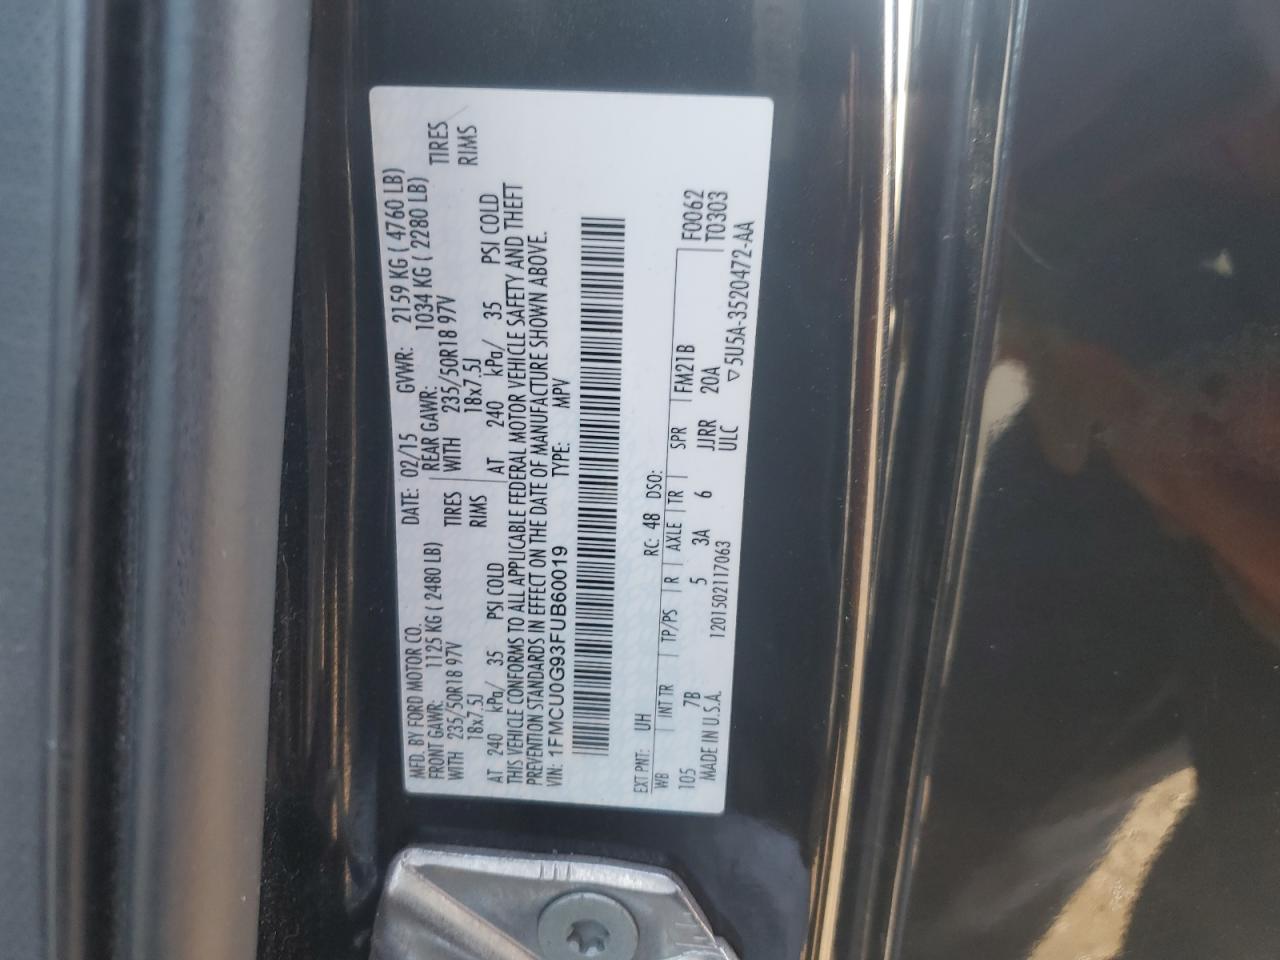 MFD. BY FORD MOTOR CO.
DATE: 02/15 GVWR: 2159 KG ( 4760 LB)
FRONT GAWR: 1125 KG ( 2480 LB) REAR GAWR: 1034 KG ( 2280 LB)
WITH 235/50R18 97V TIRES WITH 235/50R18 97V TIRES
18x7.5J RIMS 18x7.5J RIMS
AT 240 kPa/ 35 PSI COLD AT 240 kPa/ 35 PSI COLD
THIS VEHICLE CONFORMS TO ALL APPLICABLE FEDERAL MOTOR VEHICLE SAFETY AND THEFT
PREVENTION STANDARDS IN EFFECT ON THE DATE OF MANUFACTURE SHOWN ABOVE.
VIN: 1FMCU0G93FUB60019 TYPE: MPV
EXT PNT: UH RC: 48 DSO: F0062
WB INT TR TP/PS R AXLE TR SPR FM21B T0303
105 7B 5 3A 6 JJRR 20A
MADE IN U.S.A. 1201502117063 ULC ▽5U5A-3520472-AA